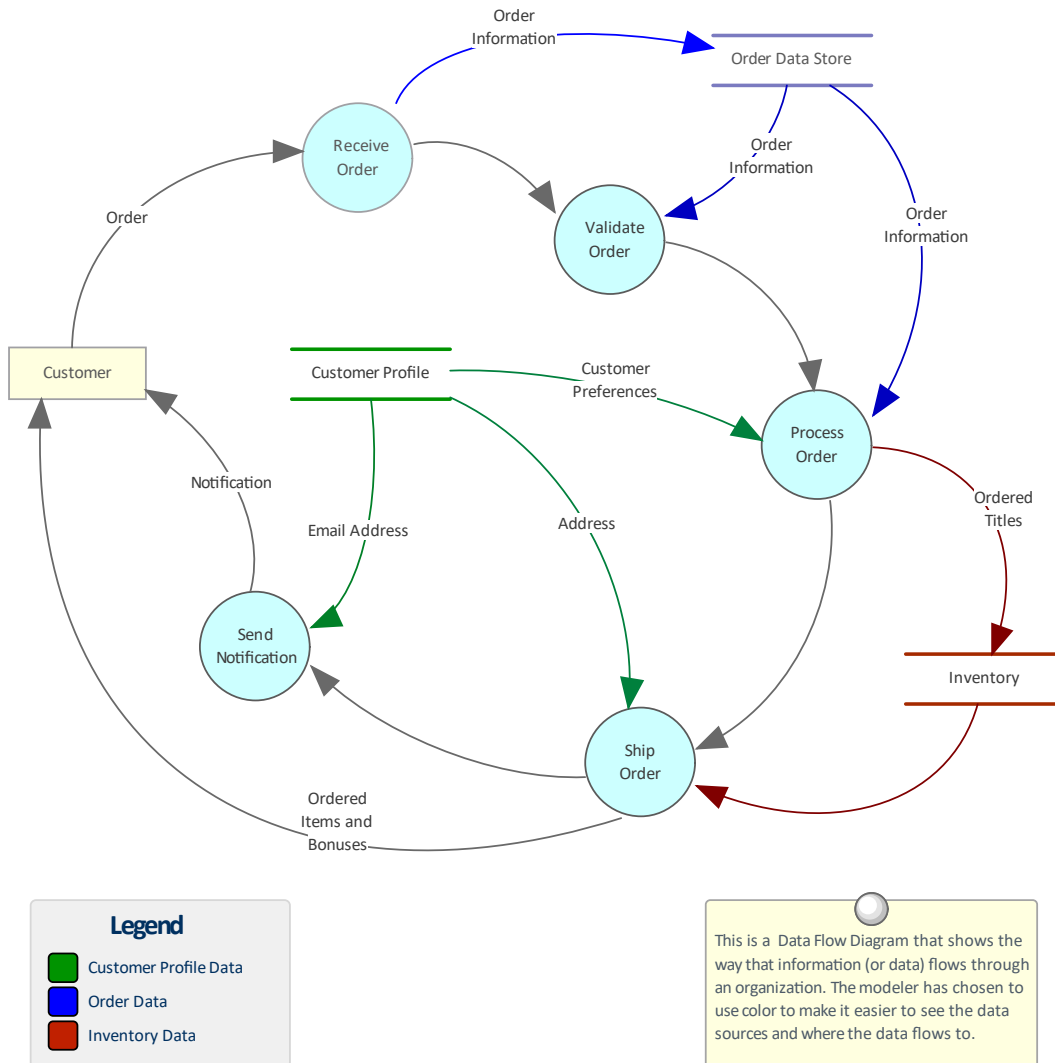 Order
Information
Order Data Store
Receive
Order
Order
Information
Validate
Order
Order
Order
Information
Customer
Customer Profile
Customer
Preferences
Process
Order
Notification
Ordered
Titles
Email Address
Address
Send
Notification
Inventory
Ship
Order
Ordered
Items and
Bonuses
Legend
Customer Profile Data
Order Data
Inventory Data
This is a Data Flow Diagram that shows the
way that information (or data) flows through
an organization. The modeler has chosen to
use color to make it easier to see the data
sources and where the data flows to.